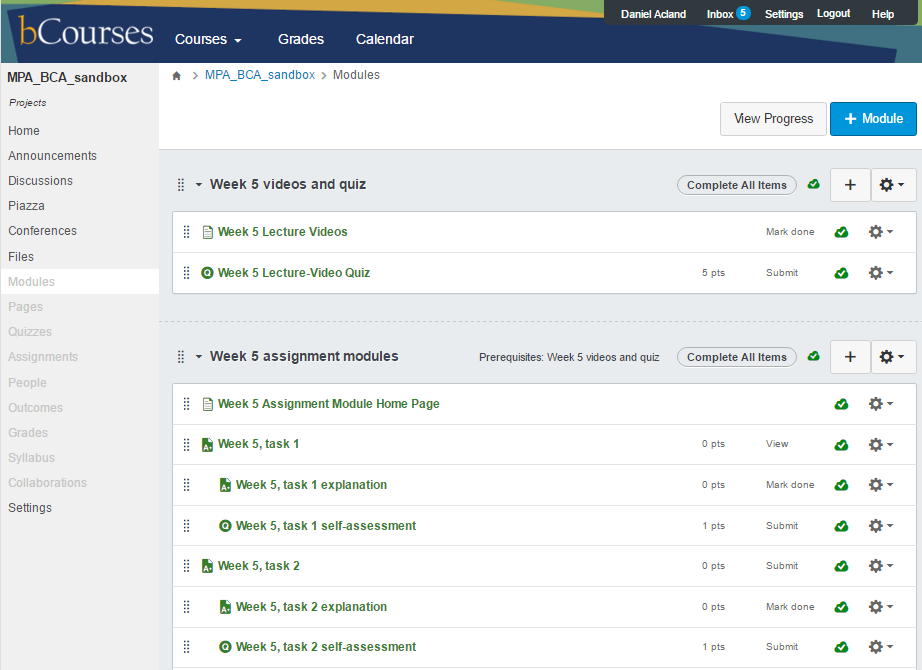 Daniel Acland Inbox 5 Settings Logout Help
bCourses Courses Grades Calendar
MPA_BCA_sandbox
Projects
Home
Announcements
Discussions
Piazza
Conferences
Files
Modules
Pages
Quizzes
Assignments
People
Outcomes
Grades
Syllabus
Collaborations
Settings
MPA_BCA_sandbox > Modules
View Progress + Module
Week 5 videos and quiz Complete All Items
Week 5 Lecture Videos Mark done
Week 5 Lecture-Video Quiz 5 pts Submit
Week 5 assignment modules Prerequisites: Week 5 videos and quiz Complete All Items
Week 5 Assignment Module Home Page
Week 5, task 1 0 pts View
Week 5, task 1 explanation 0 pts Mark done
Week 5, task 1 self-assessment 1 pts Submit
Week 5, task 2 0 pts Submit
Week 5, task 2 explanation 0 pts Mark done
Week 5, task 2 self-assessment 1 pts Submit